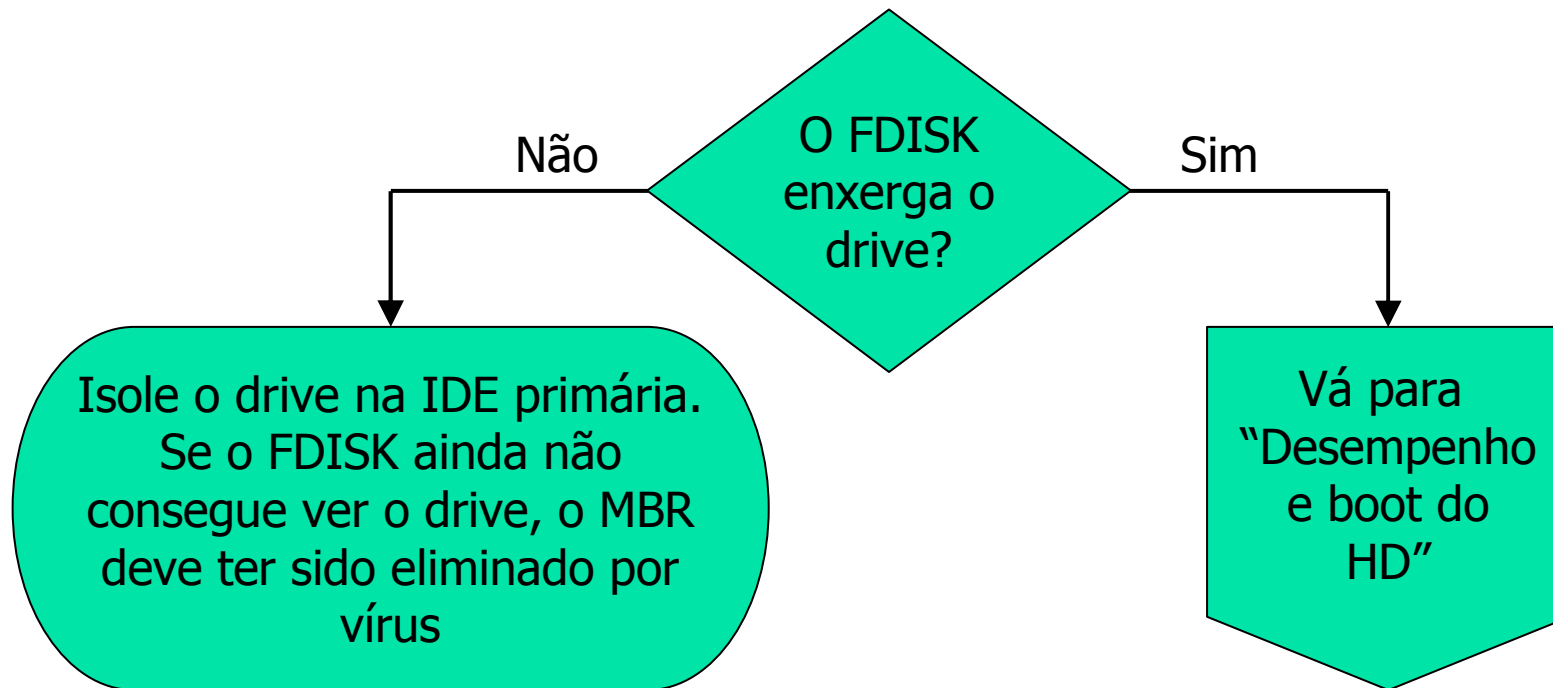 O FDISK
enxerga o
drive?
Não
Sim
Isole o drive na IDE primária.
Se o FDISK ainda não
consegue ver o drive, o MBR
deve ter sido eliminado por
vírus
Vá para
“Desempenho
e boot do
HD”